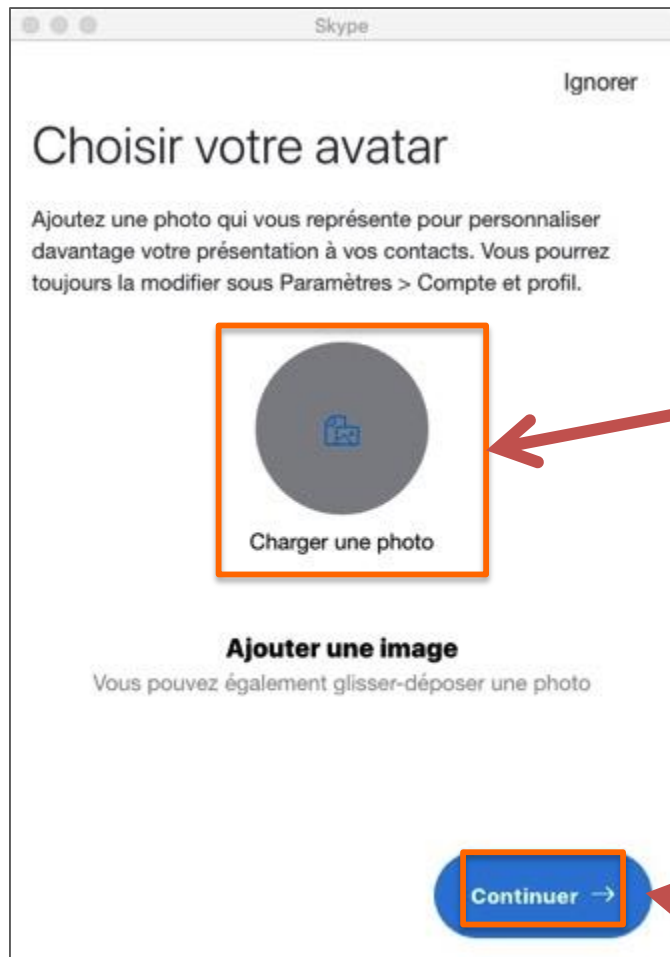 Skype
Ignorer
Choisir votre avatar
Ajoutez une photo qui vous représente pour personnaliser
davantage votre présentation à vos contacts. Vous pourrez
toujours la modifier sous Paramètres > Compte et profil.
Charger une photo
Ajouter une image
Vous pouvez également glisser-déposer une photo
Continuer →